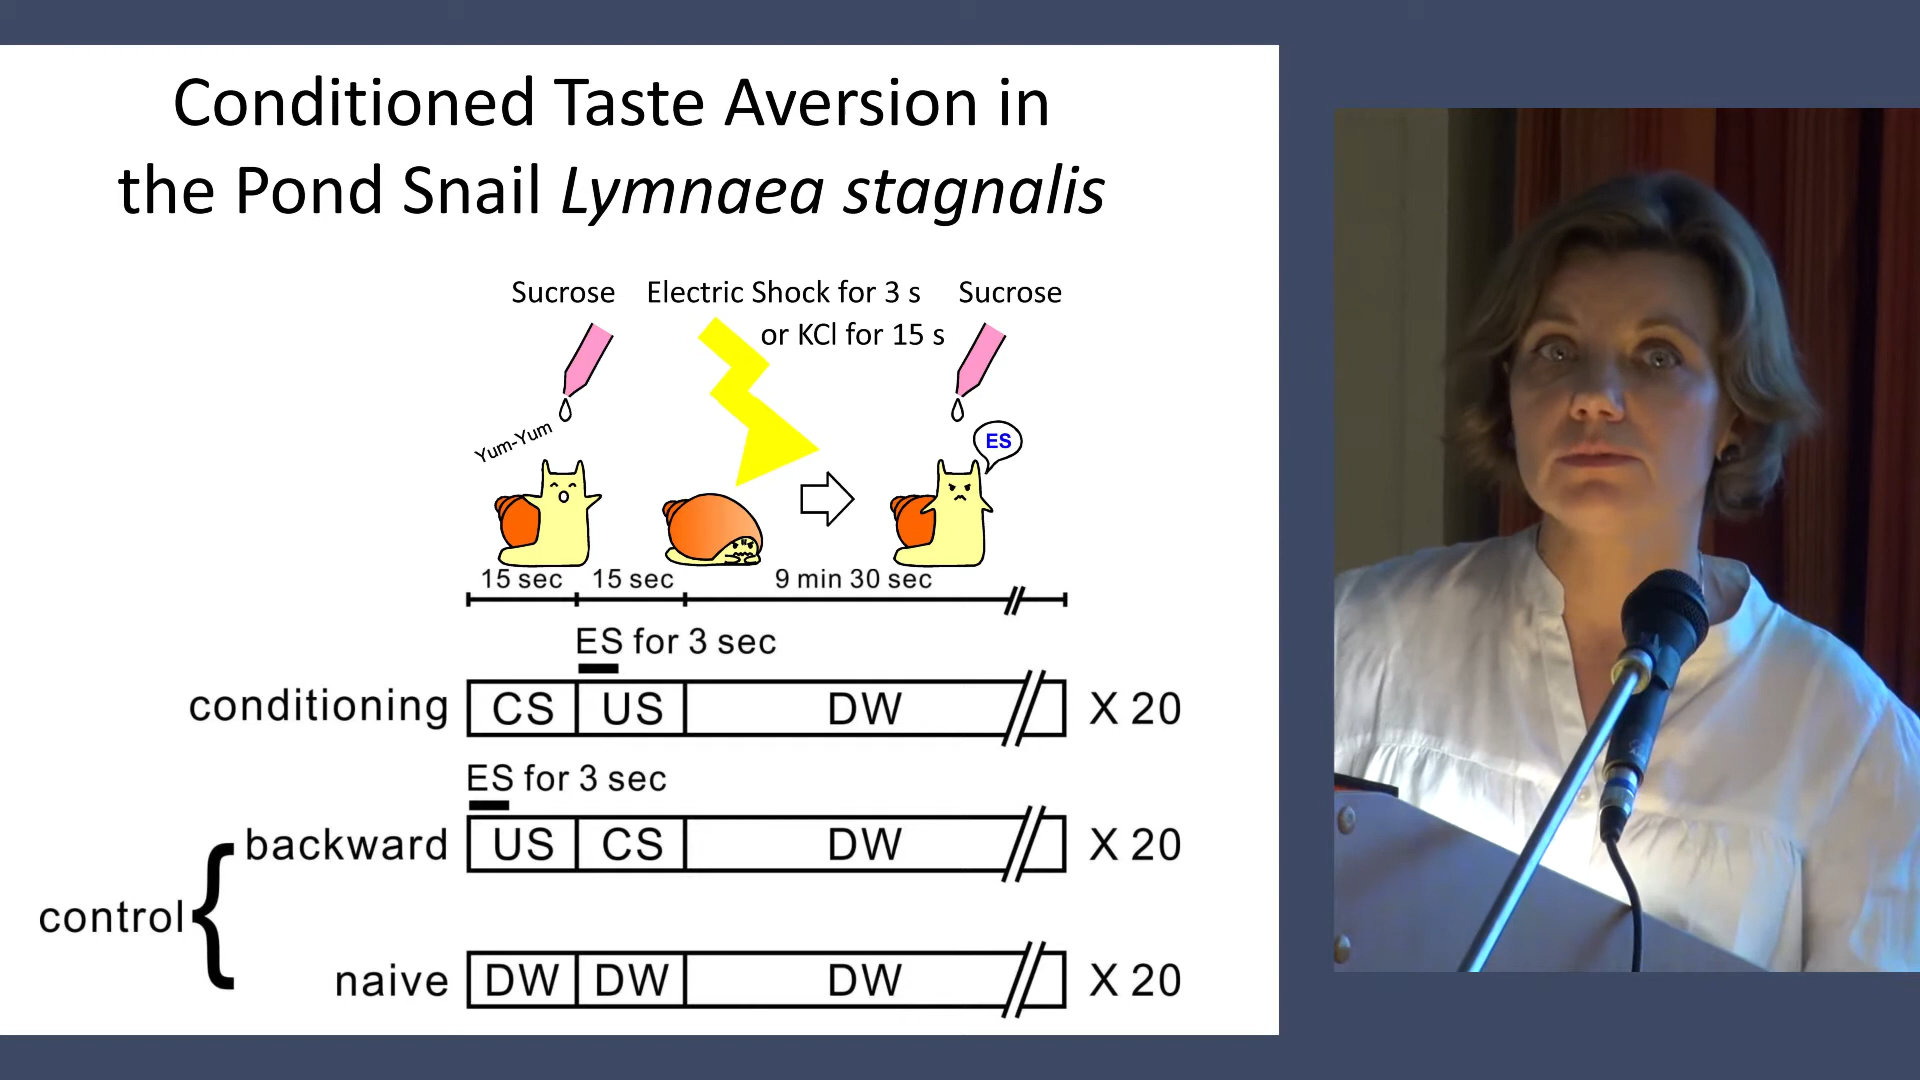 Conditioned Taste Aversion in
the Pond Snail Lymnaea stagnalis
Sucrose Electric Shock for 3 s Sucrose
or KCl for 15 s
Yum-Yum
ES
15 sec 15 sec 9 min 30 sec
ES for 3 sec
conditioning CS US DW X 20
ES for 3 sec
backward US CS DW X 20
control
naive DW DW DW X 20